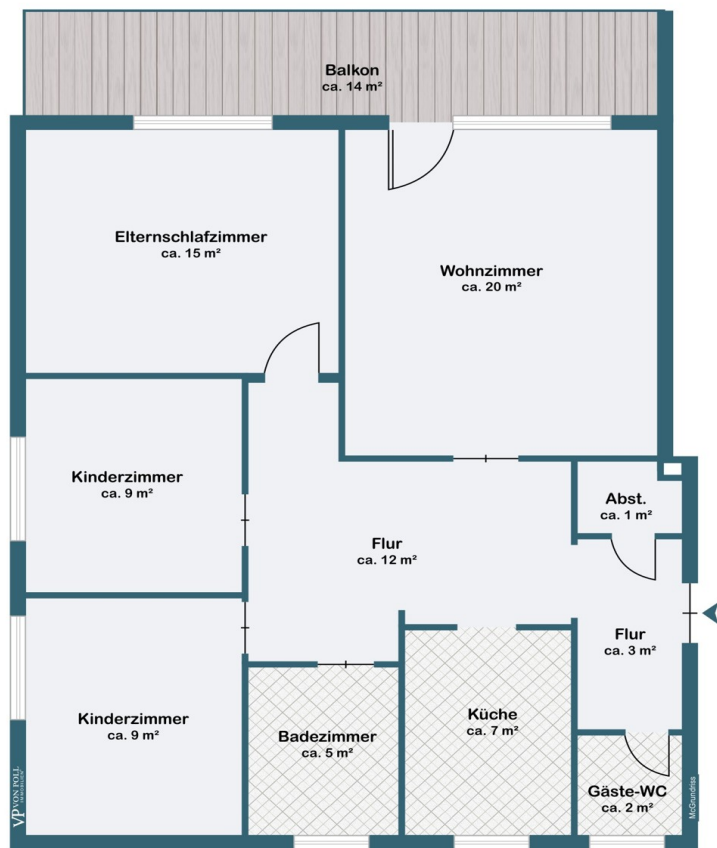 Balkon
ca. 14 m²
Elternschlafzimmer
ca. 15 m²
Wohnzimmer
ca. 20 m²
Kinderzimmer
ca. 9 m²
Abst.
ca. 1 m²
Flur
ca. 12 m²
Flur
ca. 3 m²
Kinderzimmer
ca. 9 m²
Badezimmer
ca. 5 m²
Küche
ca. 7 m²
Gäste-WC
ca. 2 m²
VP VON POLL
IMMOBILIEN
McGrundriss